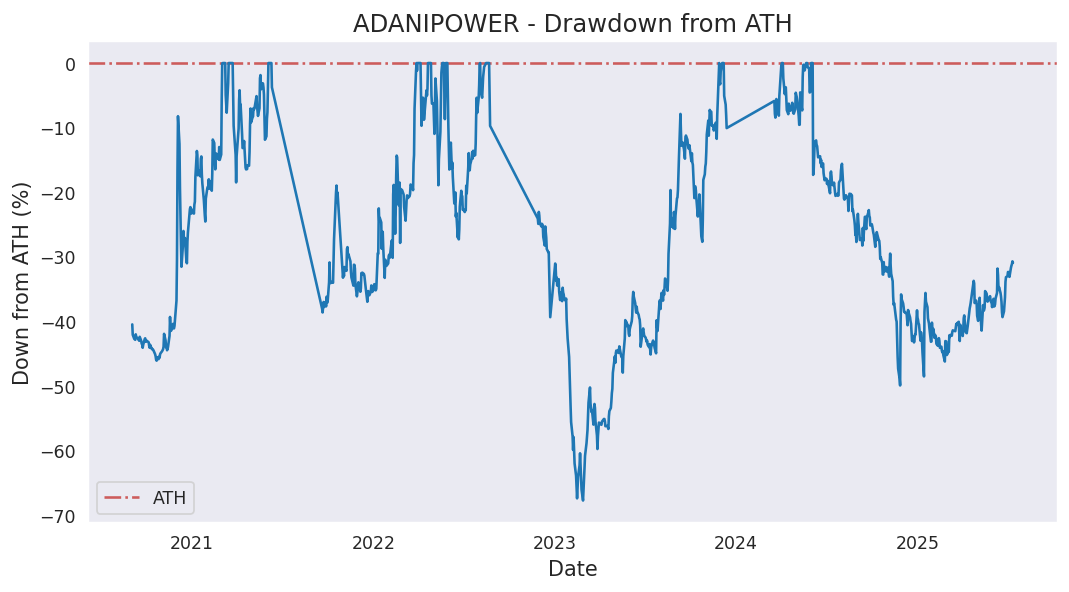 ADANIPOWER - Drawdown from ATH
Down from ATH (%)
0
−10
−20
−30
−40
−50
−60
−70
ATH
2021 2022 2023 2024 2025
Date